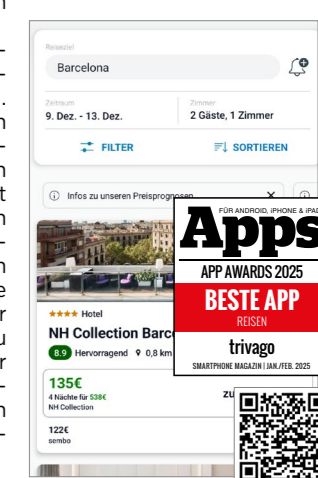 Reiseziel
Barcelona
Zeitraum
9. Dez. - 13. Dez.
Zimmer
2 Gäste, 1 Zimmer
FILTER
SORTIEREN
Infos zu unseren Preisprognosen
FÜR ANDROID, IPHONE & IPAD
Apps
APP AWARDS 2025
BESTE APP
REISEN
trivago
SMARTPHONE MAGAZIN | JAN./FEB. 2025
Hotel
NH Collection Barce
8.9 Hervorragend 0,8 km
135€
4 Nächte für 538€
NH Collection
zu
122€
sembo